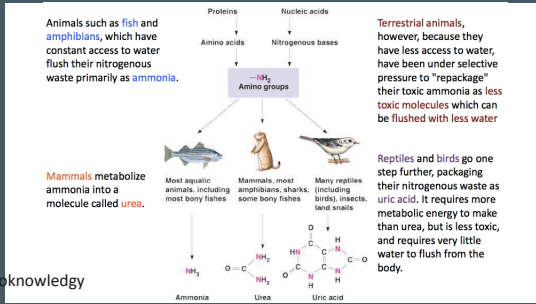 Animals such as fish and
amphibians, which have
constant access to water
flush their nitrogenous
waste primarily as ammonia.
Mammals metabolize
ammonia into a
molecule called urea.
oknowledgy
Proteins
Nucleic acids
Amino acids
Nitrogenous bases
—NH2
Amino groups
Most aquatic
animals, including
most bony fishes
Mammals, most
amphibians, sharks,
some bony fishes
Many reptiles
(including
birds), insects,
land snails
NH3
O=C
NH2
NH2
O
C
HN
C
H
N
C=O
O
C
N
H
C
N
H
Ammonia
Urea
Uric acid
Terrestrial animals,
however, because they
have less access to water,
have been under selective
pressure to "repackage"
their toxic ammonia as less
toxic molecules which can
be flushed with less water
Reptiles and birds go one
step further, packaging
their nitrogenous waste as
uric acid. It requires more
metabolic energy to make
than urea, but is less toxic,
and requires very little
water to flush from the
body.